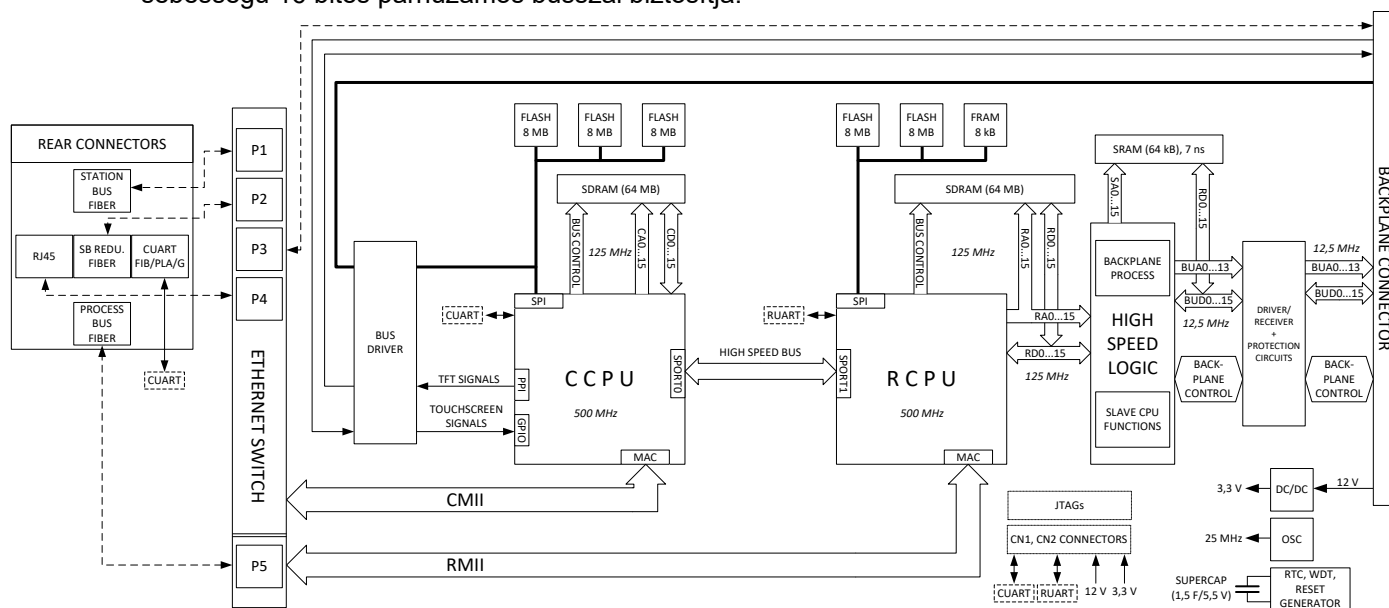 sebességű 16 bites párhuzamos busszal biztosítja.
REAR CONNECTORS
STATION
BUS
FIBER
RJ45
SB REDU.
FIBER
CUART
FIB/PLA/G
PROCESS
BUS
FIBER
CUART
P1
P2
P3
P4
ETHERNET SWITCH
P5
BUS
DRIVER
FLASH
8 MB
FLASH
8 MB
FLASH
8 MB
SDRAM (64 MB)
BUS CONTROL
125 MHz
CA0...15
CD0...15
SPI
CUART
TFT SIGNALS
PPI
TOUCHSCREEN
SIGNALS
GPIO
CCPU
500 MHz
SPORT0
MAC
HIGH SPEED BUS
CMII
RMII
FLASH
8 MB
FLASH
8 MB
FRAM
8 kB
SDRAM (64 MB)
BUS CONTROL
125 MHz
RA0...15
RD0...15
SPI
RUART
SPORT1
RCPU
500 MHz
MAC
RA0...15
RD0...15
125 MHz
SRAM (64 kB), 7 ns
SA0...15
RD0...15
BACKPLANE
PROCESS
HIGH
SPEED
LOGIC
SLAVE CPU
FUNCTIONS
BUA0...13
BUD0...15
12,5 MHz
BACK-
PLANE
CONTROL
DRIVER/
RECEIVER
+
PROTECTION
CIRCUITS
12,5 MHz
BUA0...13
BUD0...15
BACK-
PLANE
CONTROL
BACKPLANE CONNECTOR
JTAGs
CN1, CN2 CONNECTORS
CUART
RUART
12 V
3,3 V
3,3 V
DC/DC
12 V
25 MHz
OSC
SUPERCAP
(1,5 F/5,5 V)
RTC, WDT,
RESET
GENERATOR